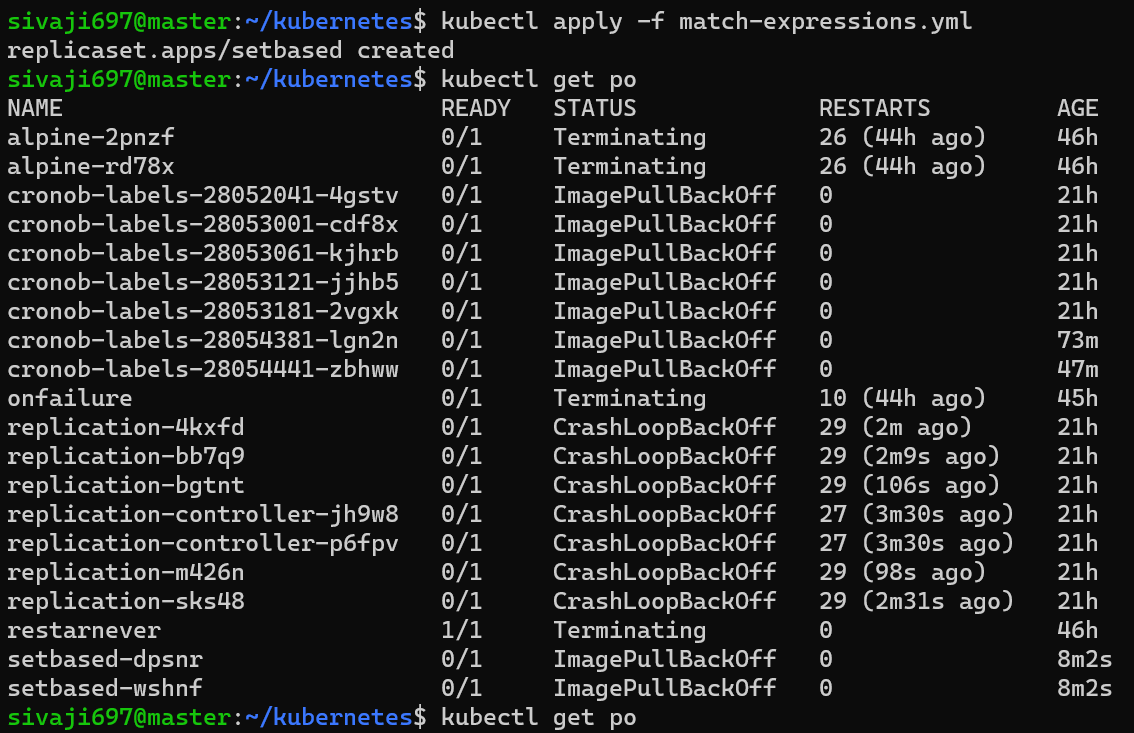 sivaji697@master:~/kubernetes$ kubectl apply -f match-expressions.yml
replicaset.apps/setbased created
sivaji697@master:~/kubernetes$ kubectl get po
NAME READY STATUS RESTARTS AGE
alpine-2pnzf 0/1 Terminating 26 (44h ago) 46h
alpine-rd78x 0/1 Terminating 26 (44h ago) 46h
cronob-labels-28052041-4gstv 0/1 ImagePullBackOff 0 21h
cronob-labels-28053001-cdf8x 0/1 ImagePullBackOff 0 21h
cronob-labels-28053061-kjhrb 0/1 ImagePullBackOff 0 21h
cronob-labels-28053121-jjhb5 0/1 ImagePullBackOff 0 21h
cronob-labels-28053181-2vgxk 0/1 ImagePullBackOff 0 21h
cronob-labels-28054381-lgn2n 0/1 ImagePullBackOff 0 73m
cronob-labels-28054441-zbhww 0/1 ImagePullBackOff 0 47m
onfailure 0/1 Terminating 10 (44h ago) 45h
replication-4kxfd 0/1 CrashLoopBackOff 29 (2m ago) 21h
replication-bb7q9 0/1 CrashLoopBackOff 29 (2m9s ago) 21h
replication-bgtnt 0/1 CrashLoopBackOff 29 (106s ago) 21h
replication-controller-jh9w8 0/1 CrashLoopBackOff 27 (3m30s ago) 21h
replication-controller-p6fpv 0/1 CrashLoopBackOff 27 (3m30s ago) 21h
replication-m426n 0/1 CrashLoopBackOff 29 (98s ago) 21h
replication-sks48 0/1 CrashLoopBackOff 29 (2m31s ago) 21h
restarnever 1/1 Terminating 0 46h
setbased-dpsnr 0/1 ImagePullBackOff 0 8m2s
setbased-wshnf 0/1 ImagePullBackOff 0 8m2s
sivaji697@master:~/kubernetes$ kubectl get po